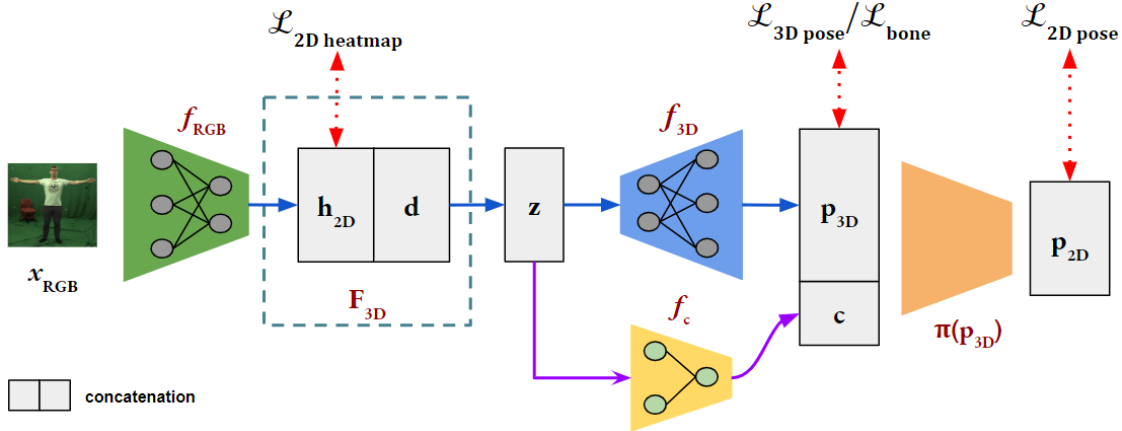 ℒ2D heatmap
ℒ3D pose/ℒbone
ℒ2D pose
fRGB
f3D
h2D
d
z
p3D
p2D
xRGB
F3D
fc
c
π(p3D)
concatenation